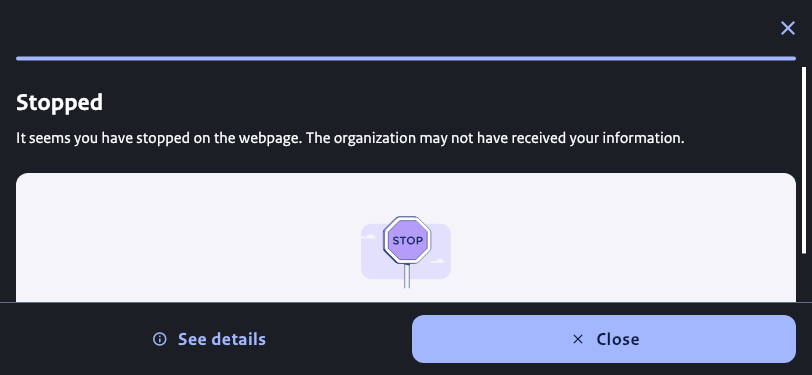 Stopped
It seems you have stopped on the webpage. The organization may not have received your information.
STOP
See details
Close